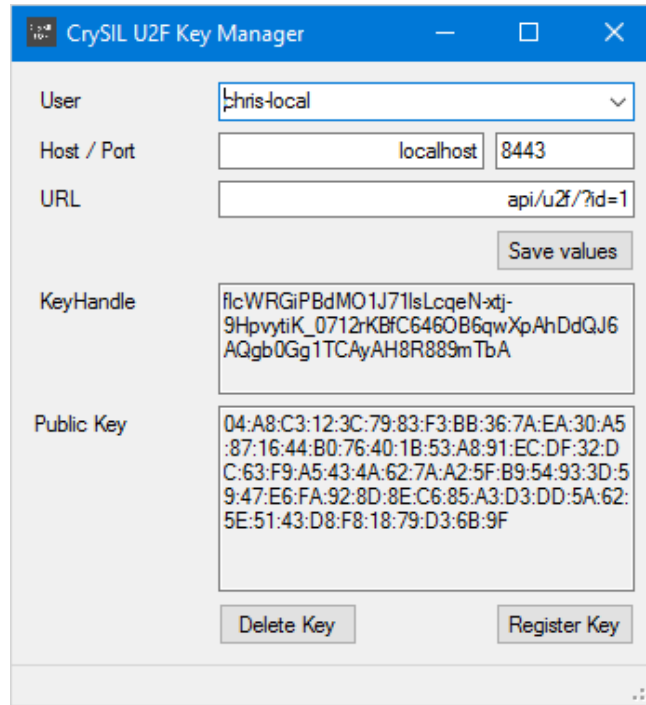 CrySIL U2F Key Manager
User
chris-local
Host / Port
localhost
8443
URL
api/u2f/?id=1
Save values
KeyHandle
flcWRGiPBdMO1J71lsLcqeN-xtj-
9HpvytiK_0712rKBfC646OB6qwXpAhDdQJ6
AQgb0Gg1TCAyAH8R889mTbA
Public Key
04:A8:C3:12:3C:79:83:F3:BB:36:7A:EA:30:A5
:87:16:44:B0:76:40:1B:53:A8:91:EC:DF:32:D
C:63:F9:A5:43:4A:62:7A:A2:5F:B9:54:93:3D:5
9:47:E6:FA:92:8D:8E:C6:85:A3:D3:DD:5A:62:
5E:51:43:D8:F8:18:79:D3:6B:9F
Delete Key
Register Key